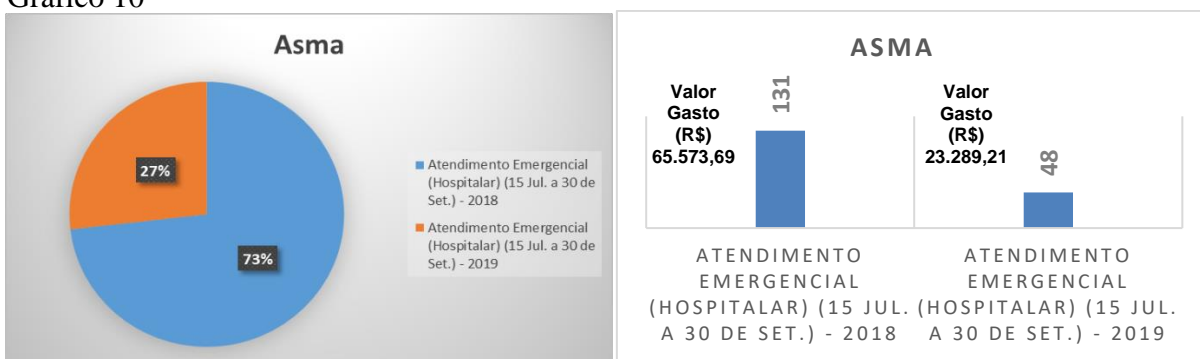 Gráfico 10
Asma
27%
73%
Atendimento Emergencial
(Hospitalar) (15 Jul. a 30 de
Set.) - 2018
Atendimento Emergencial
(Hospitalar) (15 Jul. a 30 de
Set.) - 2019
ASMA
Valor
Gasto
(R$)
65.573,69
131
Valor
Gasto
(R$)
23.289,21
48
ATENDIMENTO
EMERGENCIAL
(HOSPITALAR) (15 JUL.
A 30 DE SET.) - 2018
ATENDIMENTO
EMERGENCIAL
(HOSPITALAR) (15 JUL.
A 30 DE SET.) - 2019